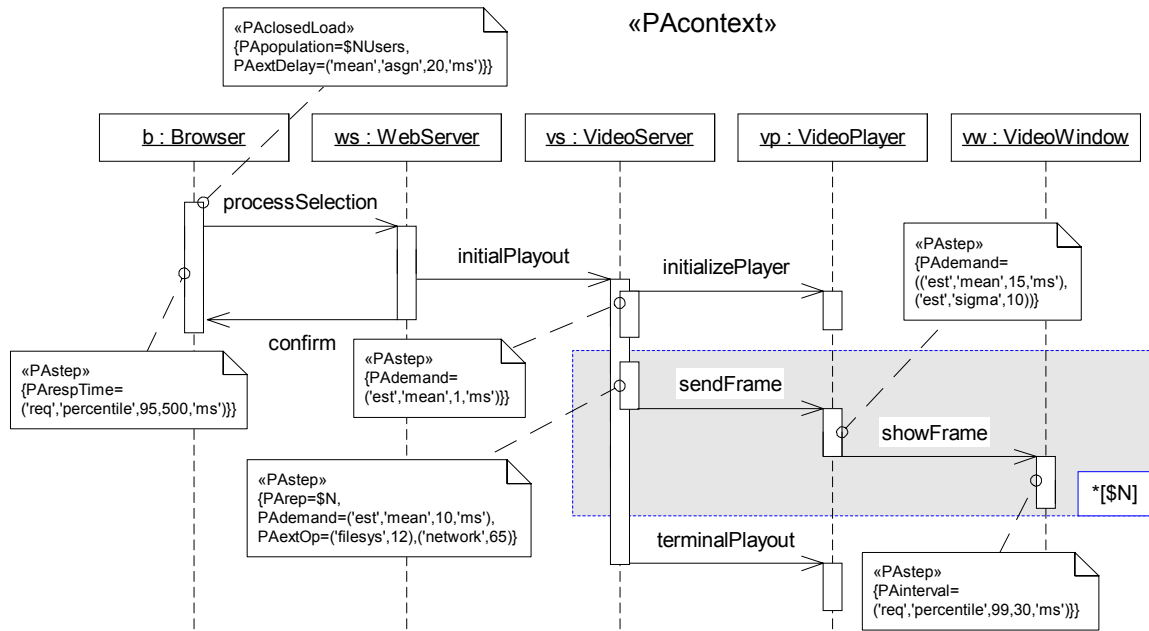 «PAcontext»
«PAclosedLoad»
{PApopulation=$NUsers,
PAextDelay=('mean','asgn',20,'ms')}}
b : Browser
ws : WebServer
vs : VideoServer
vp : VideoPlayer
vw : VideoWindow
processSelection
initialPlayout
initializePlayer
«PAstep»
{PAdemand=
(('est','mean',15,'ms'),
('est','sigma',10))}
confirm
«PAstep»
{PArespTime=
('req','percentile',95,500,'ms')}}
«PAstep»
{PAdemand=
('est','mean',1,'ms')}}
sendFrame
showFrame
«PAstep»
{PArep=$N,
PAdemand=('est','mean',10,'ms'),
PAextOp=('filesys',12),('network',65)}
*[$N]
terminalPlayout
«PAstep»
{PAinterval=
('req','percentile',99,30,'ms')}}